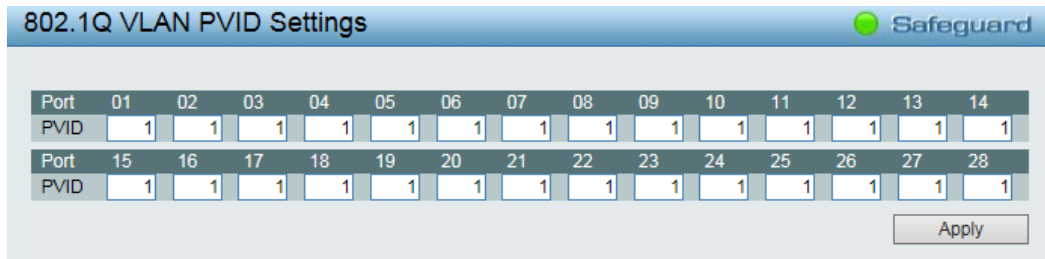 802.1Q VLAN PVID Settings Safeguard
Port 01 02 03 04 05 06 07 08 09 10 11 12 13 14
PVID 1 1 1 1 1 1 1 1 1 1 1 1 1 1
Port 15 16 17 18 19 20 21 22 23 24 25 26 27 28
PVID 1 1 1 1 1 1 1 1 1 1 1 1 1 1
Apply